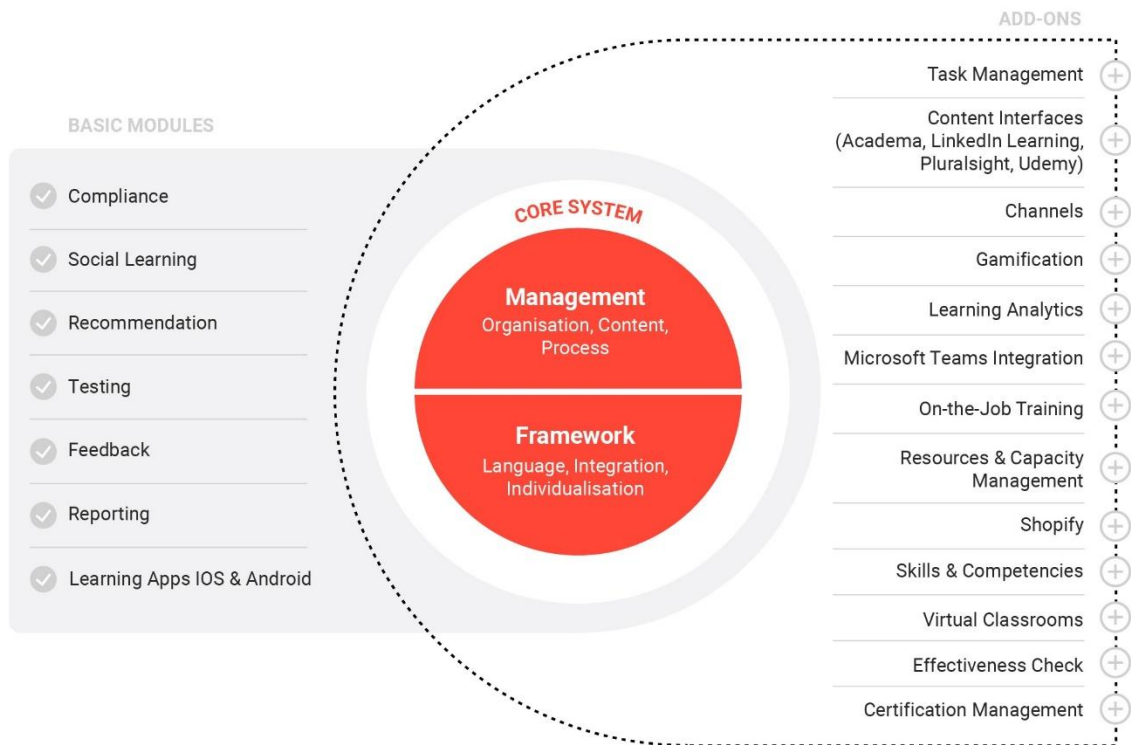 ADD-ONS
BASIC MODULES
Compliance
Social Learning
Recommendation
Testing
Feedback
Reporting
Learning Apps IOS & Android
CORE SYSTEM
Management
Organisation, Content,
Process
Framework
Language, Integration,
Individualisation
Task Management
Content Interfaces
(Academa, LinkedIn Learning,
Pluralsight, Udemy)
Channels
Gamification
Learning Analytics
Microsoft Teams Integration
On-the-Job Training
Resources & Capacity
Management
Shopify
Skills & Competencies
Virtual Classrooms
Effectiveness Check
Certification Management